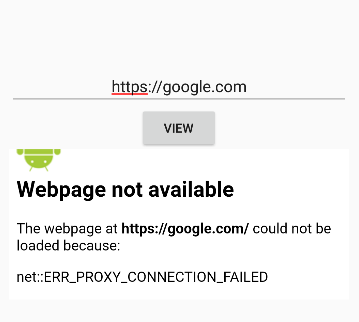 https://google.com
VIEW
Webpage not available
The webpage at https://google.com/ could not be
loaded because:
net::ERR_PROXY_CONNECTION_FAILED